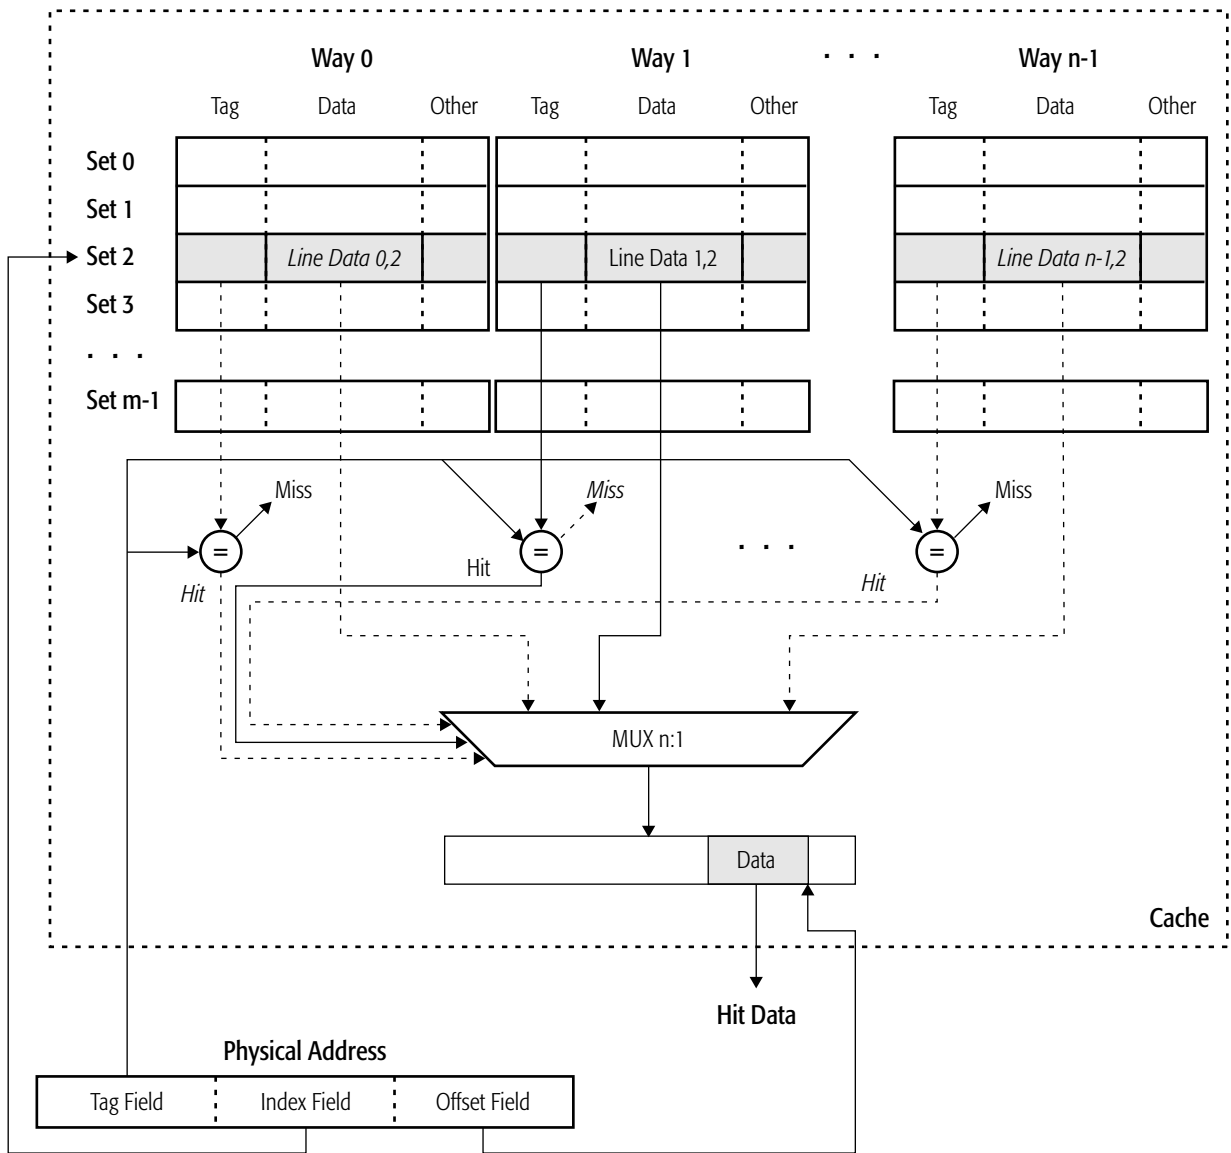 Way 0 Way 1 . . . Way n-1
Tag Data Other Tag Data Other Tag Data Other
Set 0
Set 1
Set 2 Line Data 0,2 Line Data 1,2 Line Data n-1,2
Set 3
. . .
Set m-1
Miss Miss Miss
= = . . . =
Hit Hit Hit
MUX n:1
Data
Cache
Hit Data
Physical Address
Tag Field Index Field Offset Field